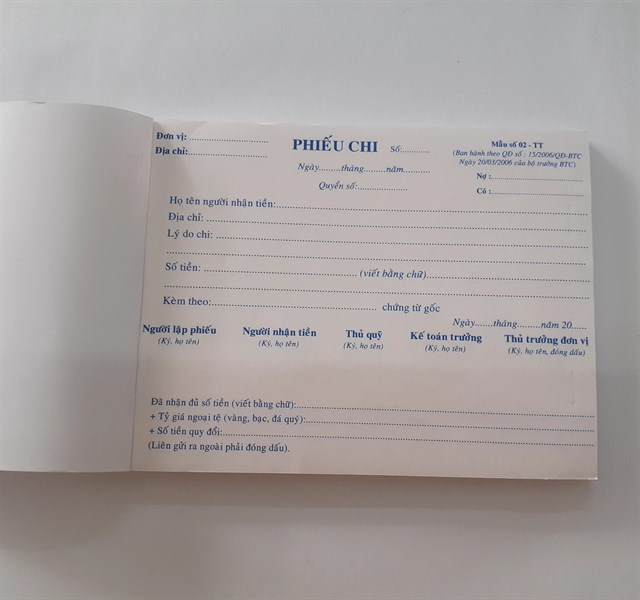 Đơn vị: ........................
Địa chỉ:........................
PHIẾU CHI Số:..........
Ngày........tháng........năm.........
Quyển số:..................
Mẫu số 02 - TT
(Ban hành theo QD số : 15/2006/QĐ-BTC
Ngày 20/03/2006 của bộ trưởng BTC)
Nợ :..............................
Có :..............................
Họ tên người nhận tiền:................................................................
Địa chỉ: ................................................................
Lý do chi: ................................................................
................................................................
Số tiền: ........................................ (viết bằng chữ)........................................
................................................................
Kèm theo:........................................ chứng từ gốc
Ngày.......tháng........năm 20......
Người lập phiếu Người nhận tiền Thủ quỹ Kế toán trưởng Thủ trưởng đơn vị
(Ký, họ tên) (Ký, họ tên) (Ký, họ tên) (Ký, họ tên) (Ký, họ tên, đóng dấu)
Đã nhận đủ số tiền (viết bằng chữ):................................................................
+ Tỷ giá ngoại tệ (vàng, bạc, đá quý):................................................................
+ Số tiền quy đổi:................................................................
(Liên gửi ra ngoài phải đóng dấu).